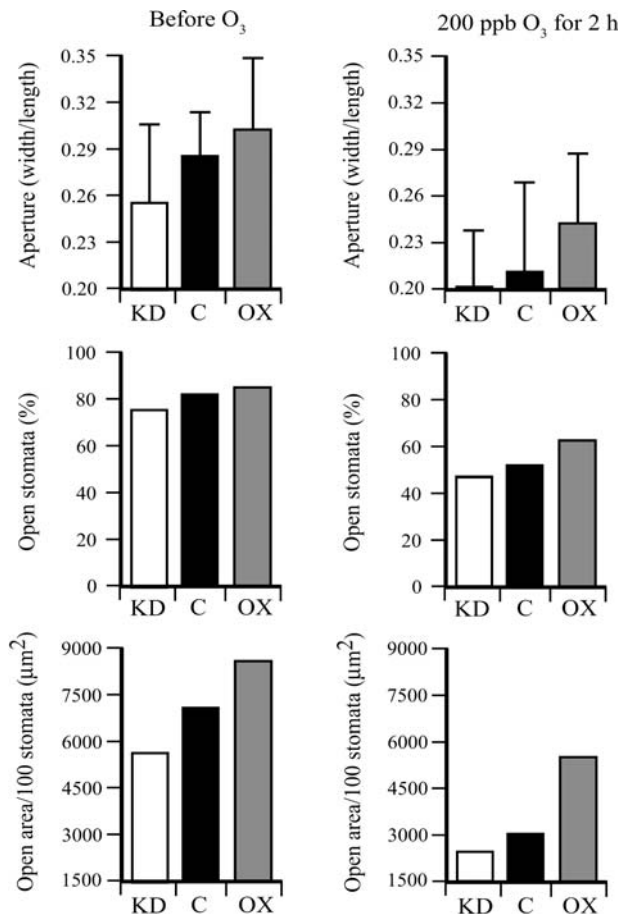 Before O₃
200 ppb O₃ for 2 h
Aperture (width/length)
0.35
0.32
0.29
0.26
0.23
0.20
KD C OX
Aperture (width/length)
0.35
0.32
0.29
0.26
0.23
0.20
KD C OX
Open stomata (%)
100
80
60
40
20
0
KD C OX
Open stomata (%)
100
80
60
40
20
0
KD C OX
Open area/100 stomata (µm²)
9000
7500
6000
4500
3000
1500
KD C OX
Open area/100 stomata (µm²)
9000
7500
6000
4500
3000
1500
KD C OX